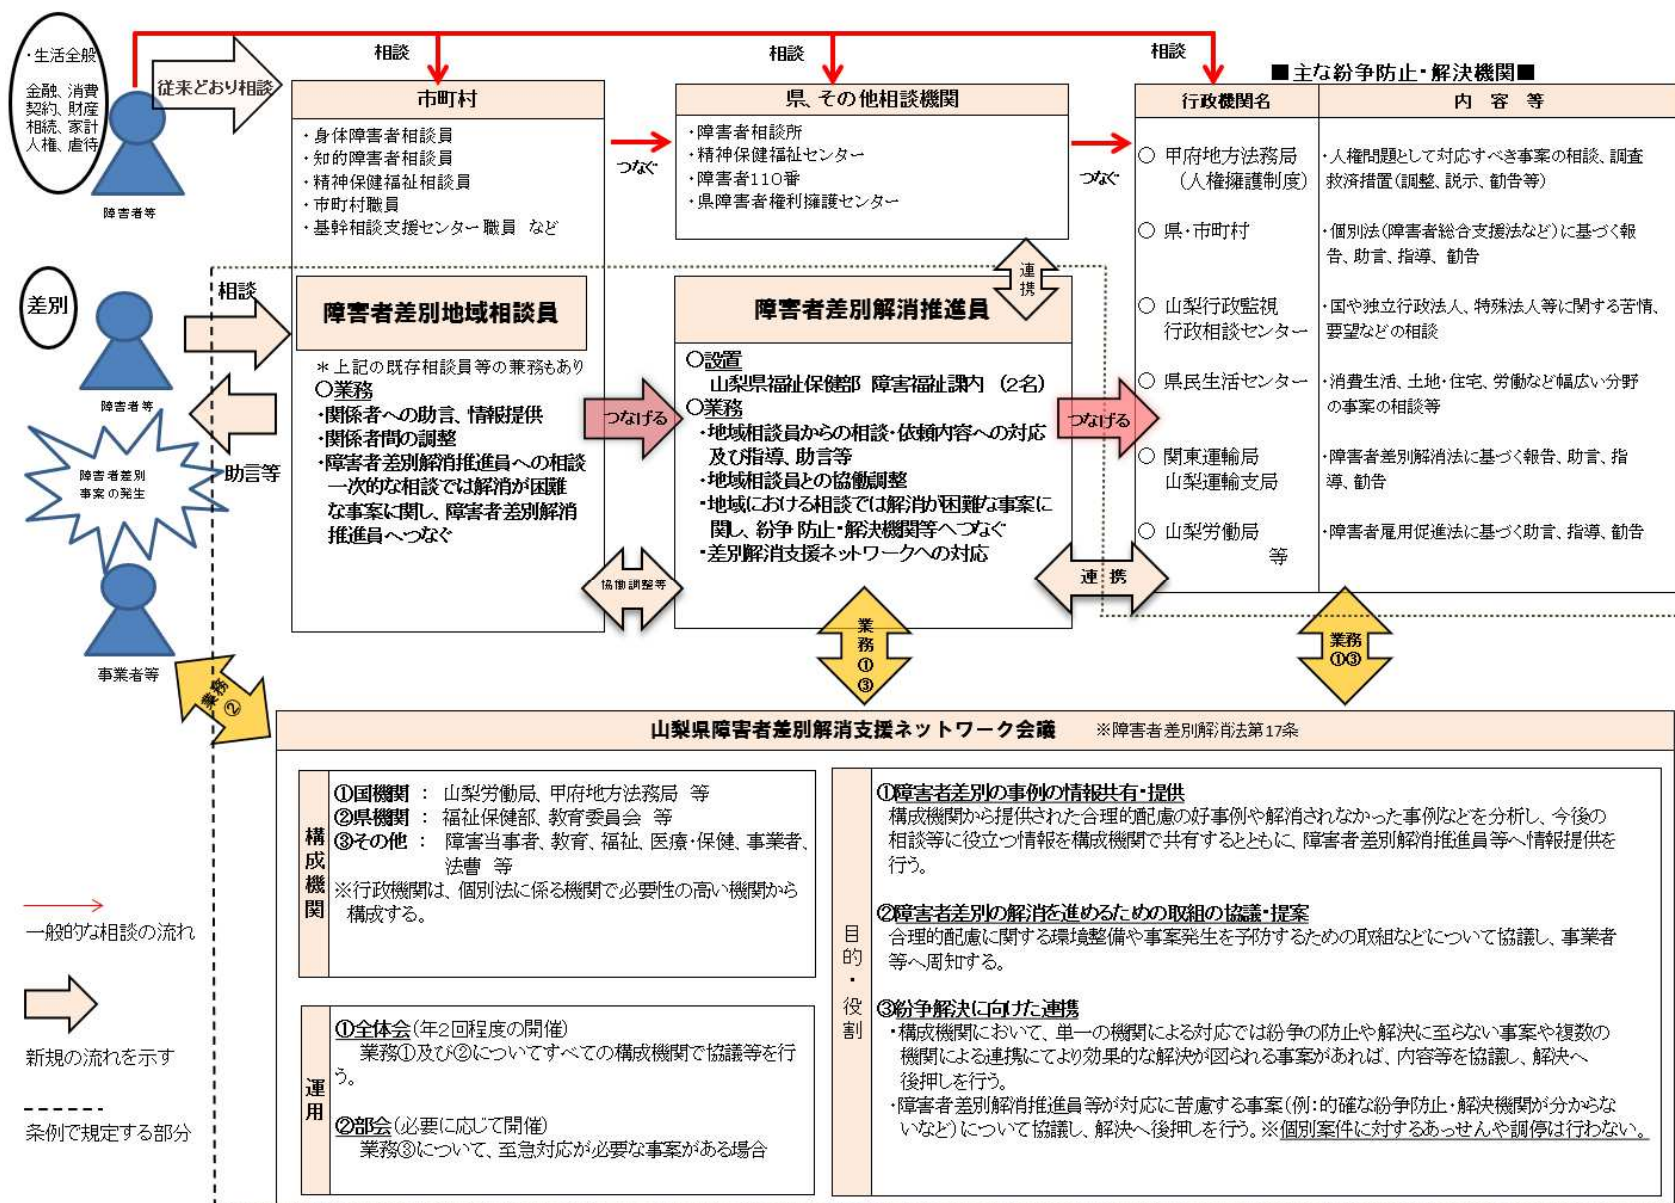 ・生活全般
金融、消費
契約、財産
相続、家計
人権、虐待
障害者等
従来どおり相談
相談
相談
相談
市町村
・身体障害者相談員
・知的障害者相談員
・精神保健福祉相談員
・市町村職員
・基幹相談支援センター職員 など
つなぐ
県、その他相談機関
・障害者相談所
・精神保健福祉センター
・障害者110番
・県障害者権利擁護センター
つなぐ
■主な紛争防止・解決機関■
行政機関名
内 容 等
○ 甲府地方法務局
（人権擁護制度）
・人権問題として対応すべき事案の相談、調査
救済措置（調整、説示、勧告等）
○ 県・市町村
・個別法（障害者総合支援法など）に基づく報
告、助言、指導、勧告
○ 山梨行政監視
行政相談センター
・国や独立行政法人、特殊法人等に関する苦情、
要望などの相談
○ 県民生活センター
・消費生活、土地・住宅、労働など幅広い分野
の事案の相談等
○ 関東運輸局
山梨運輸支局
・障害者差別解消法に基づく報告、助言、指
導、勧告
○ 山梨労働局
等
・障害者雇用促進法に基づく助言、指導、勧告
差別
障害者等
相談
助言等
障害者差別
事案の発生
事業者等
障害者差別地域相談員
＊上記の既存相談員等の兼務もあり
○業務
・関係者への助言、情報提供
・関係者間の調整
・障害者差別解消推進員への相談
一次的な相談では解消が困難
な事案に関し、障害者差別解消
推進員へつなぐ
つなげる
協働調整等
連携
障害者差別解消推進員
○設置
山梨県福祉保健部 障害福祉課内 （2名）
○業務
・地域相談員からの相談・依頼内容への対応
及び指導、助言等
・地域相談員との協働調整
・地域における相談では解消が困難な事案に
関し、紛争 防止・解決機関等へつなぐ
・差別解消支援ネットワークへの対応
つなげる
連 携
業務①③
業務
①③
業務②
山梨県障害者差別解消支援ネットワーク会議 ※障害者差別解消法第17条
構成機関
①国機関 ： 山梨労働局、甲府地方法務局 等
②県機関 ： 福祉保健部、教育委員会 等
③その他 ： 障害当事者、教育、福祉、医療・保健、事業者、
法曹 等
※行政機関は、個別法に係る機関で必要性の高い機関から
構成する。
運用
①全体会（年2回程度の開催）
業務①及び②についてすべての構成機関で協議等を行
う。
②部会（必要に応じて開催）
業務③について、至急対応が必要な事案がある場合
目的・役割
①障害者差別の事例の情報共有・提供
構成機関から提供された合理的配慮の好事例や解消されなかった事例などを分析し、今後の
相談等に役立つ情報を構成機関で共有するとともに、障害者差別解消推進員等へ情報提供を
行う。
②障害者差別の解消を進めるための取組の協議・提案
合理的配慮に関する環境整備や事案発生を予防するための取組などについて協議し、事業者
等へ周知する。
③紛争解決に向けた連携
・構成機関において、単一の機関による対応では紛争の防止や解決に至らない事案や複数の
機関による連携にてより効果的な解決が図られる事案があれば、内容等を協議し、解決へ
後押しを行う。
・障害者差別解消推進員等が対応に苦慮する事案（例：的確な紛争防止・解決機関が分からな
いなど）について協議し、解決へ後押しを行う。※個別案件に対するあっせんや調停は行わない。
一般的な相談の流れ
新規の流れを示す
条例で規定する部分